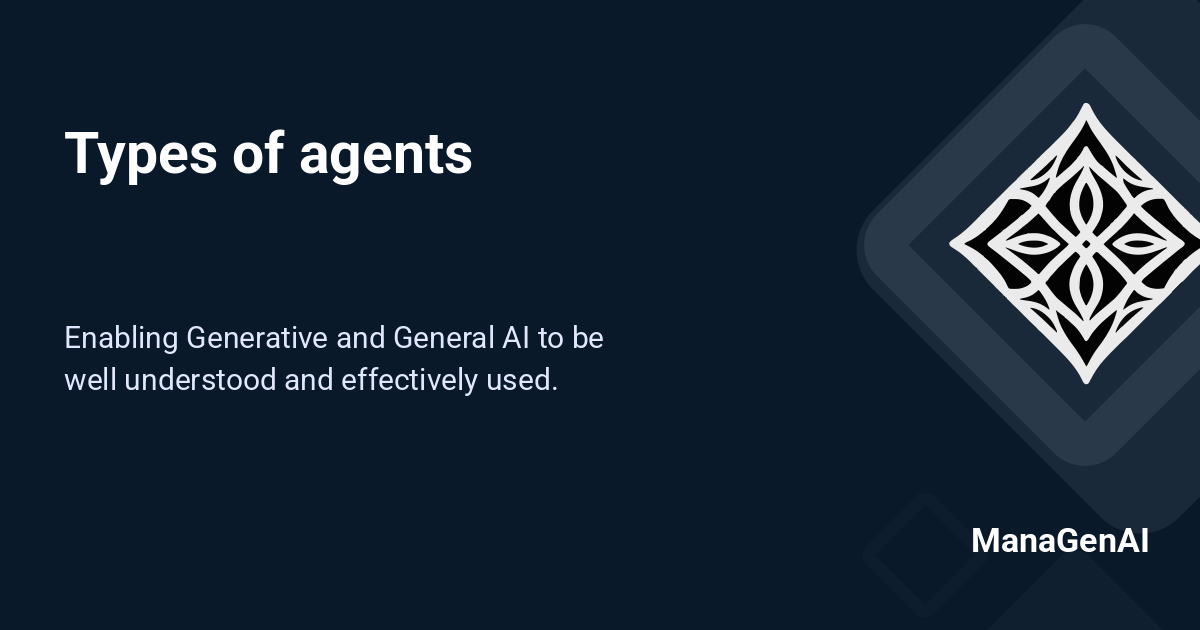 Types of agents
Enabling Generative and General AI to be
well understood and effectively used.
ManaGenAI